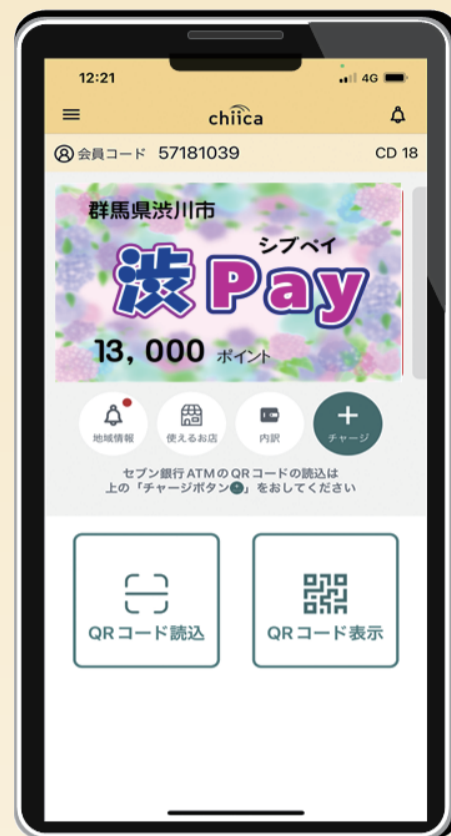 12:21
4G
chiica
会員コード 57181039
CD 18
群馬県渋川市
シブペイ
渋Pay
13,000 ポイント
地域情報
使えるお店
内訳
チャージ
セブン銀行ATMのQRコードの読込は
上の「チャージボタン+」をおしてください
QRコード読込
QRコード表示